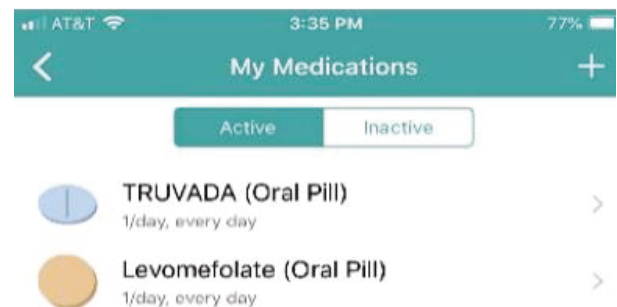 AT&T 3:35 PM 77%
My Medications
Active Inactive
TRUVADA (Oral Pill)
1/day, every day
Levomefolate (Oral Pill)
1/day, every day